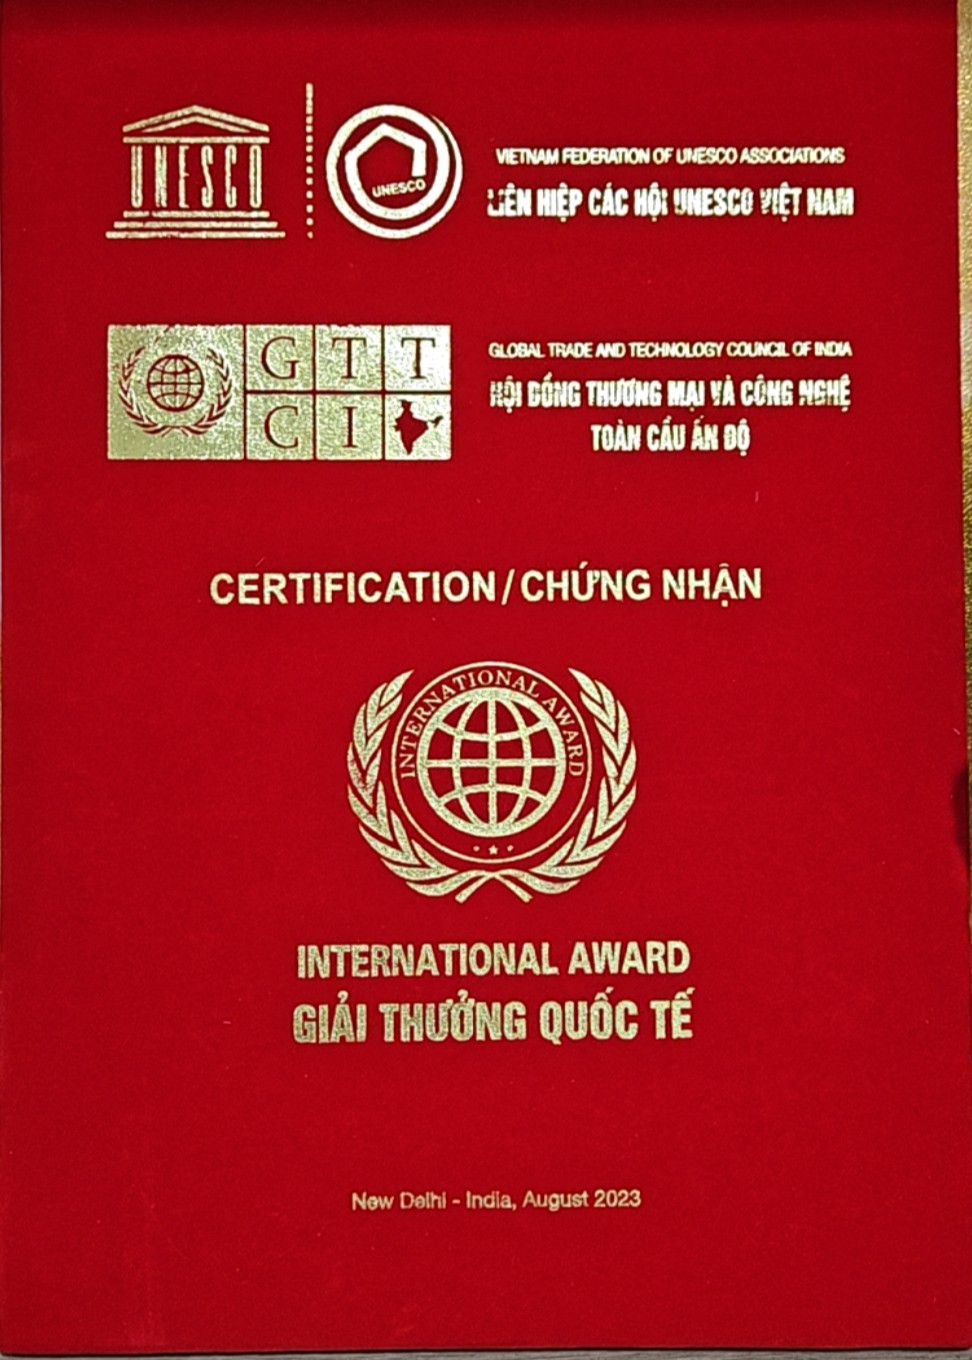 UNESCO
UNESCO
VIETNAM FEDERATION OF UNESCO ASSOCIATIONS
LIÊN HIỆP CÁC HỘI UNESCO VIỆT NAM
GTT
CI
GLOBAL TRADE AND TECHNOLOGY COUNCIL OF INDIA
HỘI ĐỒNG THƯƠNG MẠI VÀ CÔNG NGHỆ
TOÀN CẦU ẤN ĐỘ
CERTIFICATION/CHỨNG NHẬN
INTERNATIONAL AWARD
INTERNATIONAL AWARD
GIẢI THƯỞNG QUỐC TẾ
New Delhi - India, August 2023